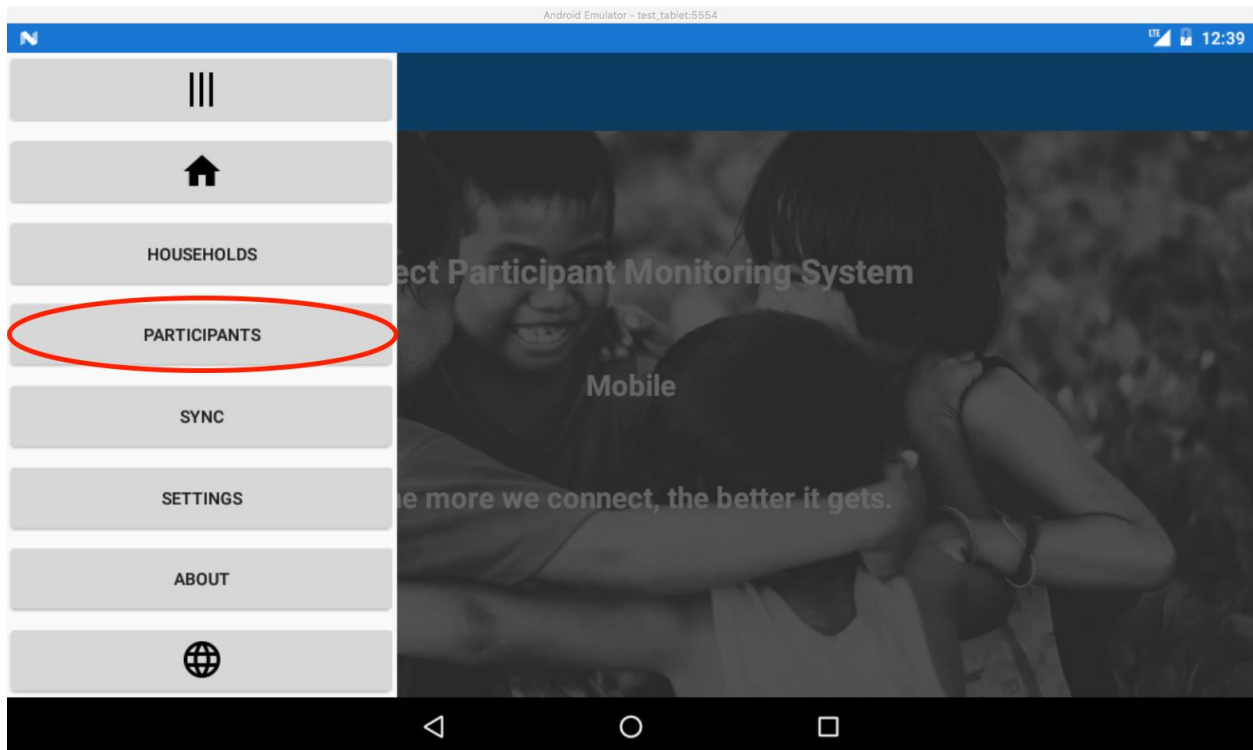 Android Emulator - test_tablet:5554
LTE 12:39
HOUSEHOLDS
ect Participant Monitoring System
PARTICIPANTS
Mobile
SYNC
SETTINGS
e more we connect, the better it gets.
ABOUT